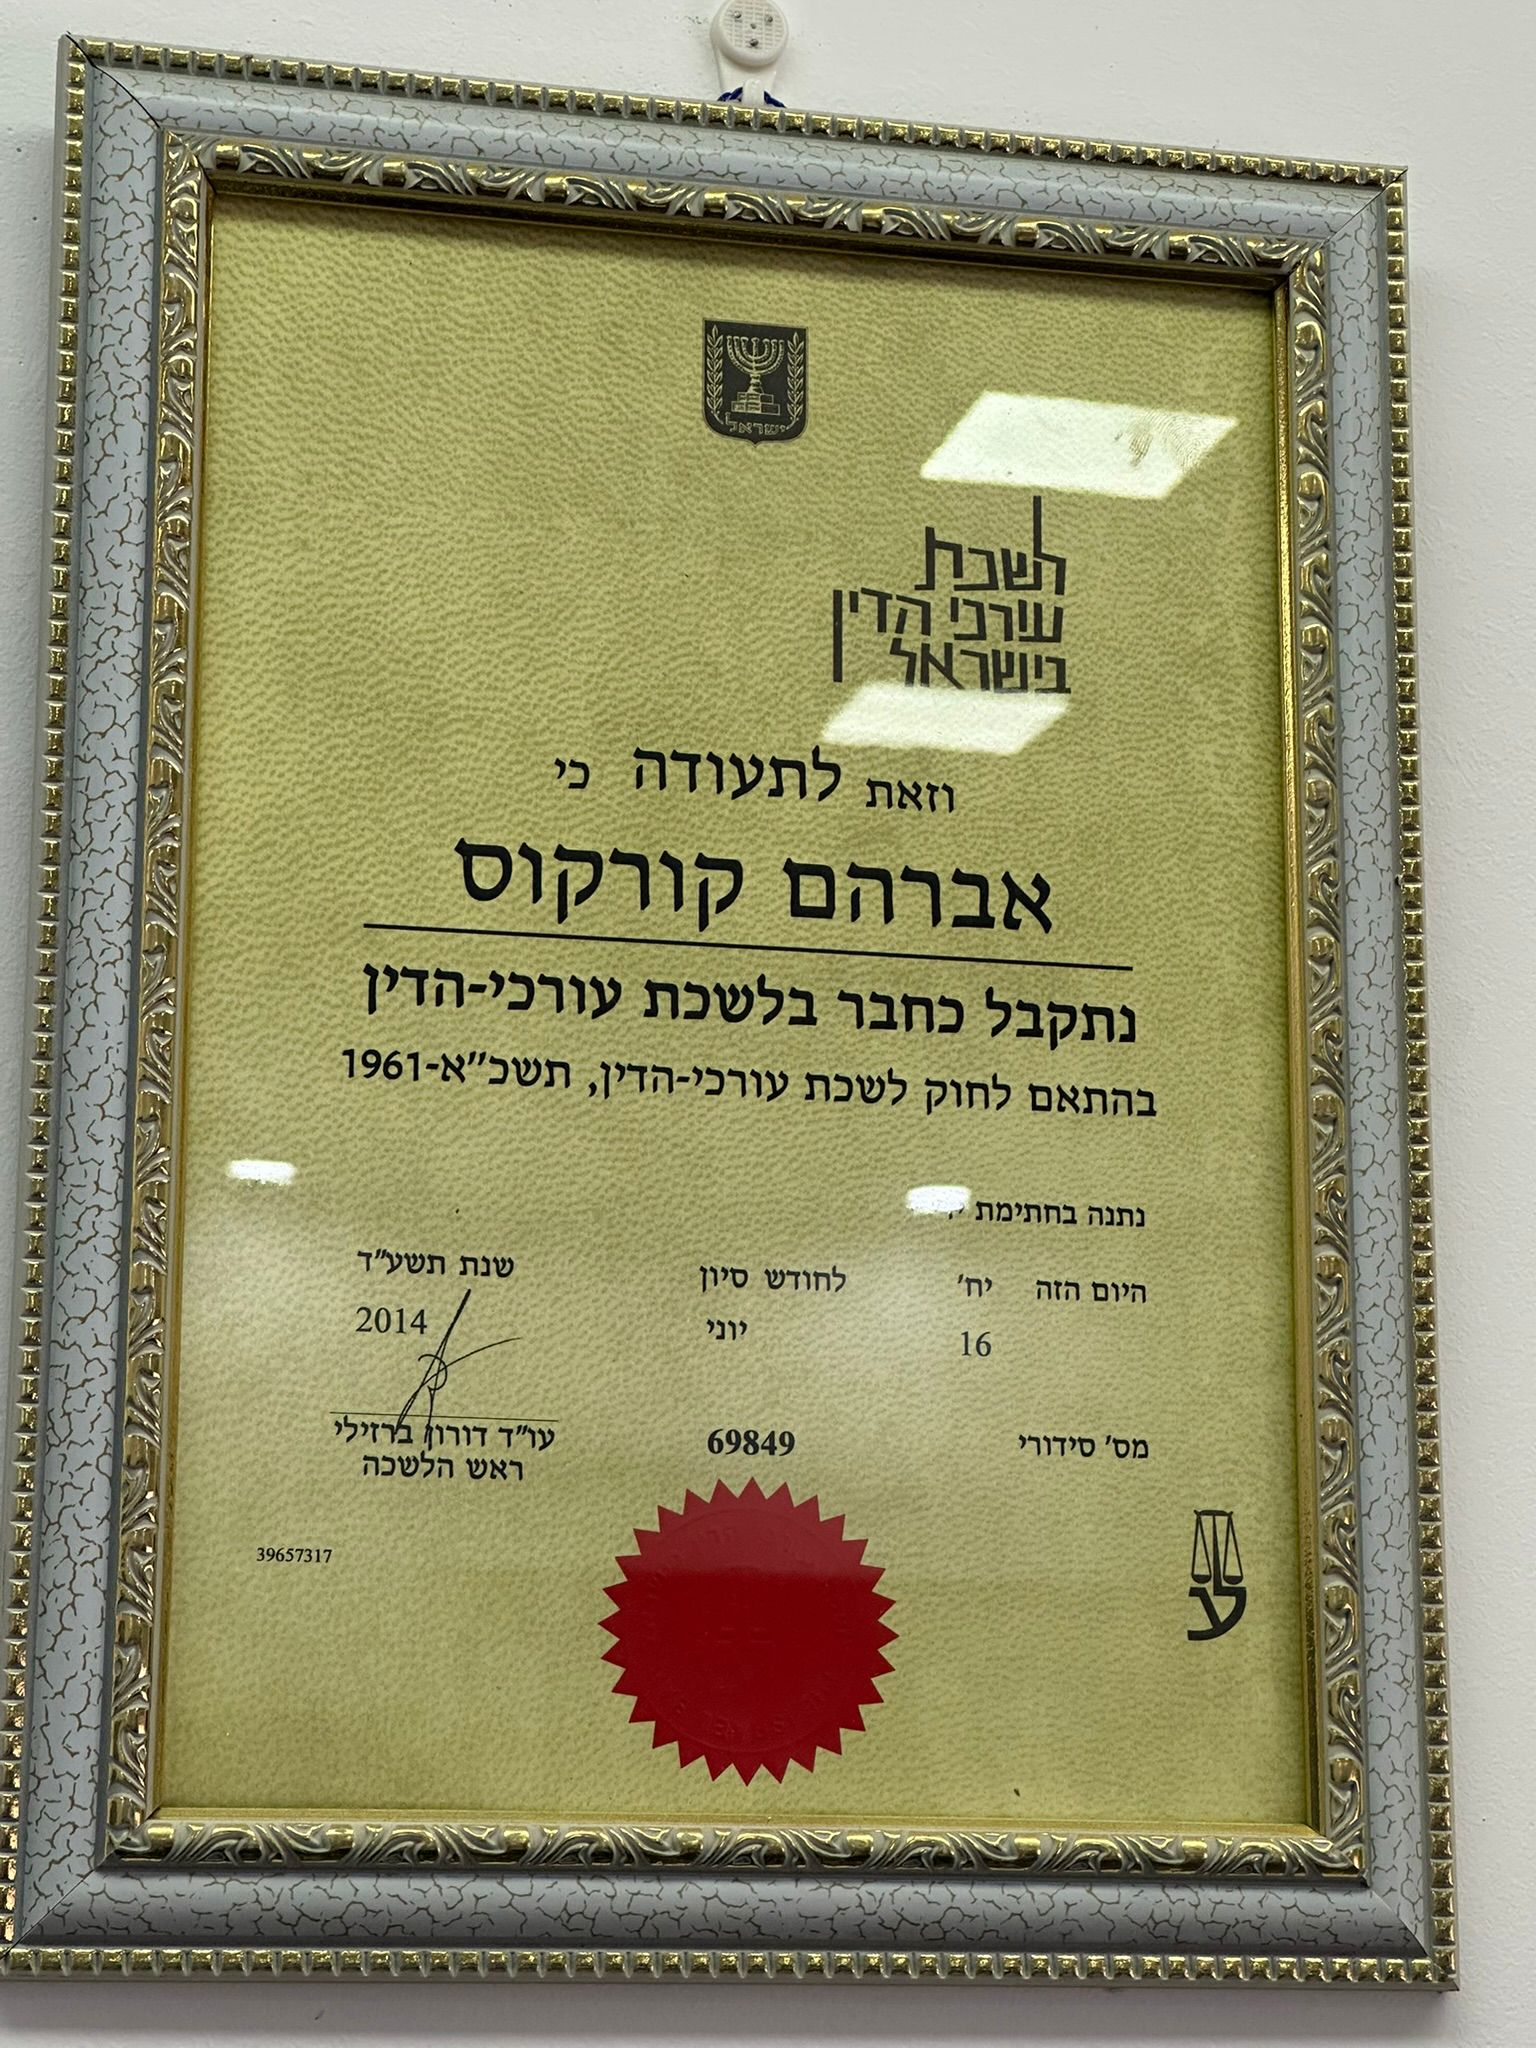 ישראל
לשכת
עורכי הדין
בישראל
וזאת לתעודה כי
אברהם קורקוס
נתקבל כחבר בלשכת עורכי-הדין
בהתאם לחוק לשכת עורכי-הדין, תשכ"א-1961
נתנה בחתימת
היום הזה יח' לחודש סיון שנת תשע"ד
16 יוני 2014
מס' סידורי 69849
עו"ד דורון ברזילי
ראש הלשכה
39657317